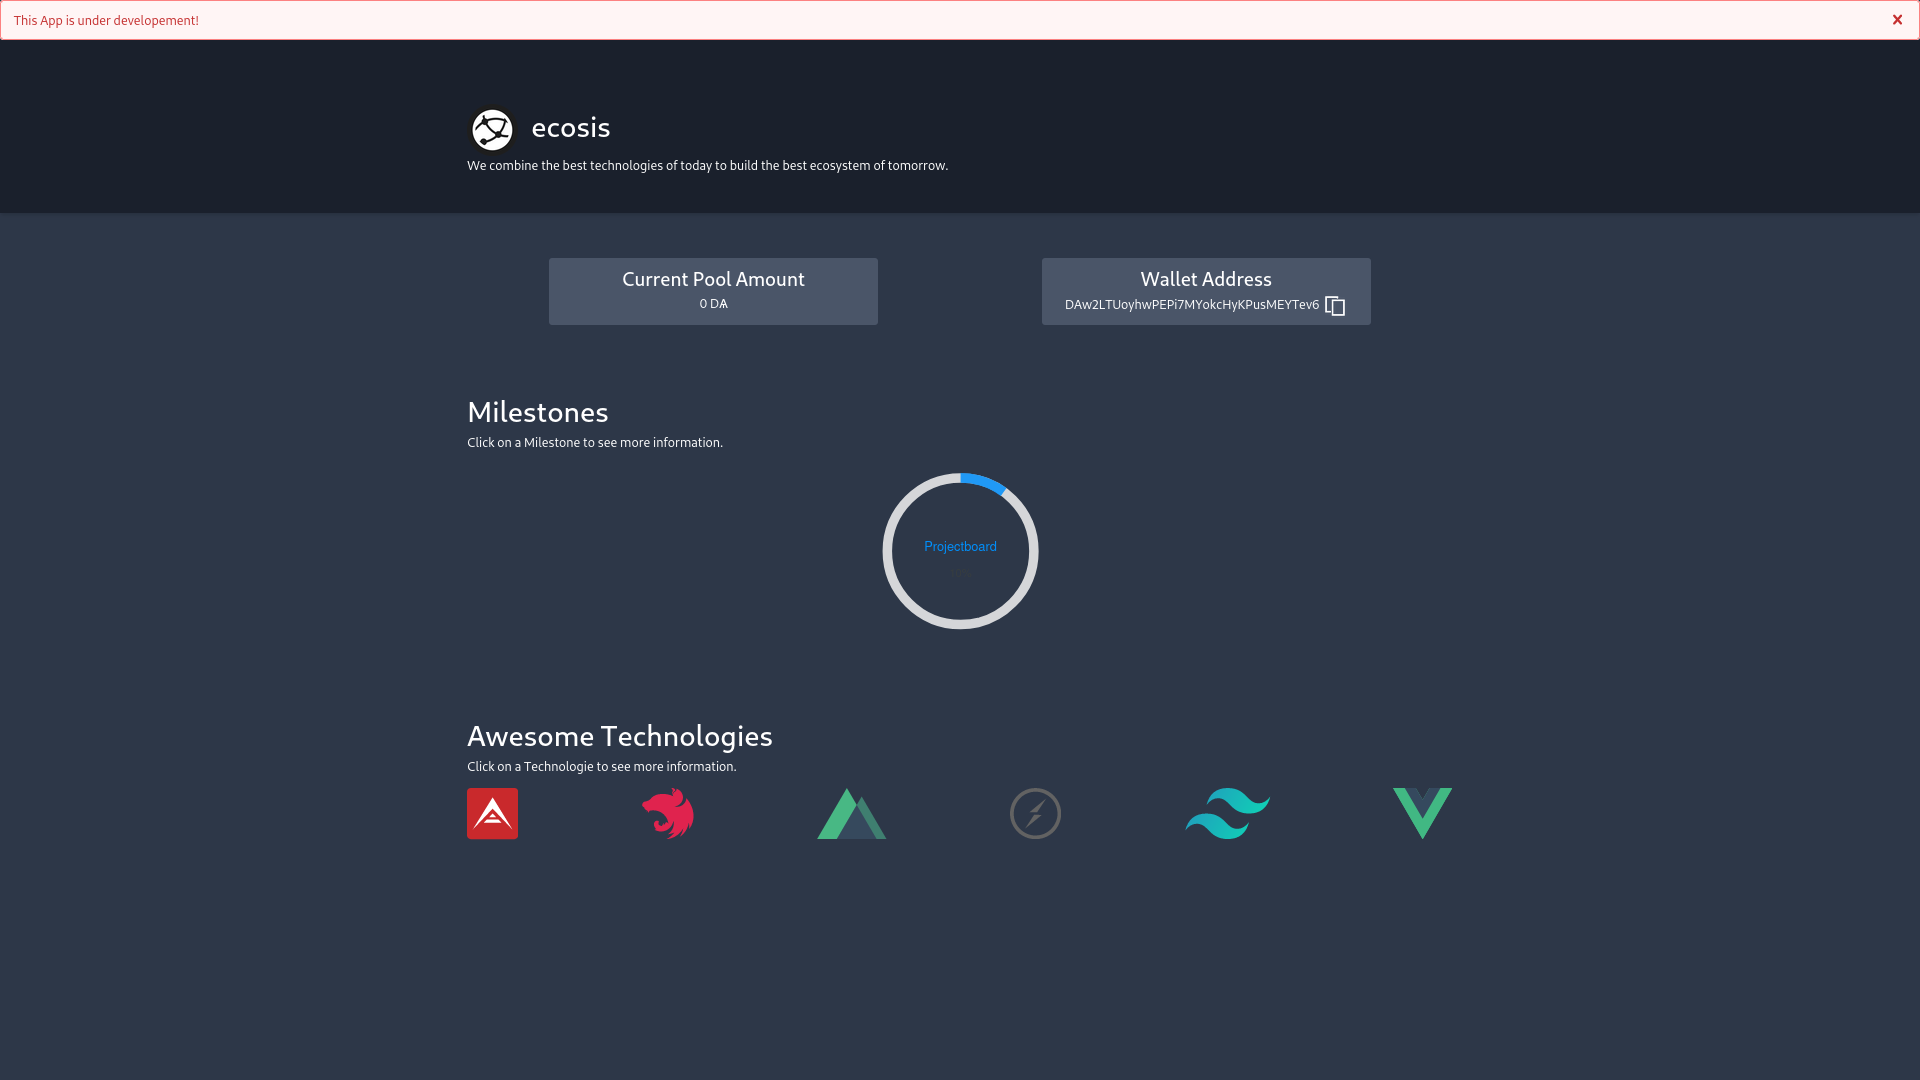 This App is under developement!
ecosis
We combine the best technologies of today to build the best ecosystem of tomorrow.
Current Pool Amount
0 DѦ
Wallet Address
DAw2LTUoyhwPEPi7MYokcHyKPusMEYTev6
Milestones
Click on a Milestone to see more information.
Projectboard
Awesome Technologies
Click on a Technologie to see more information.